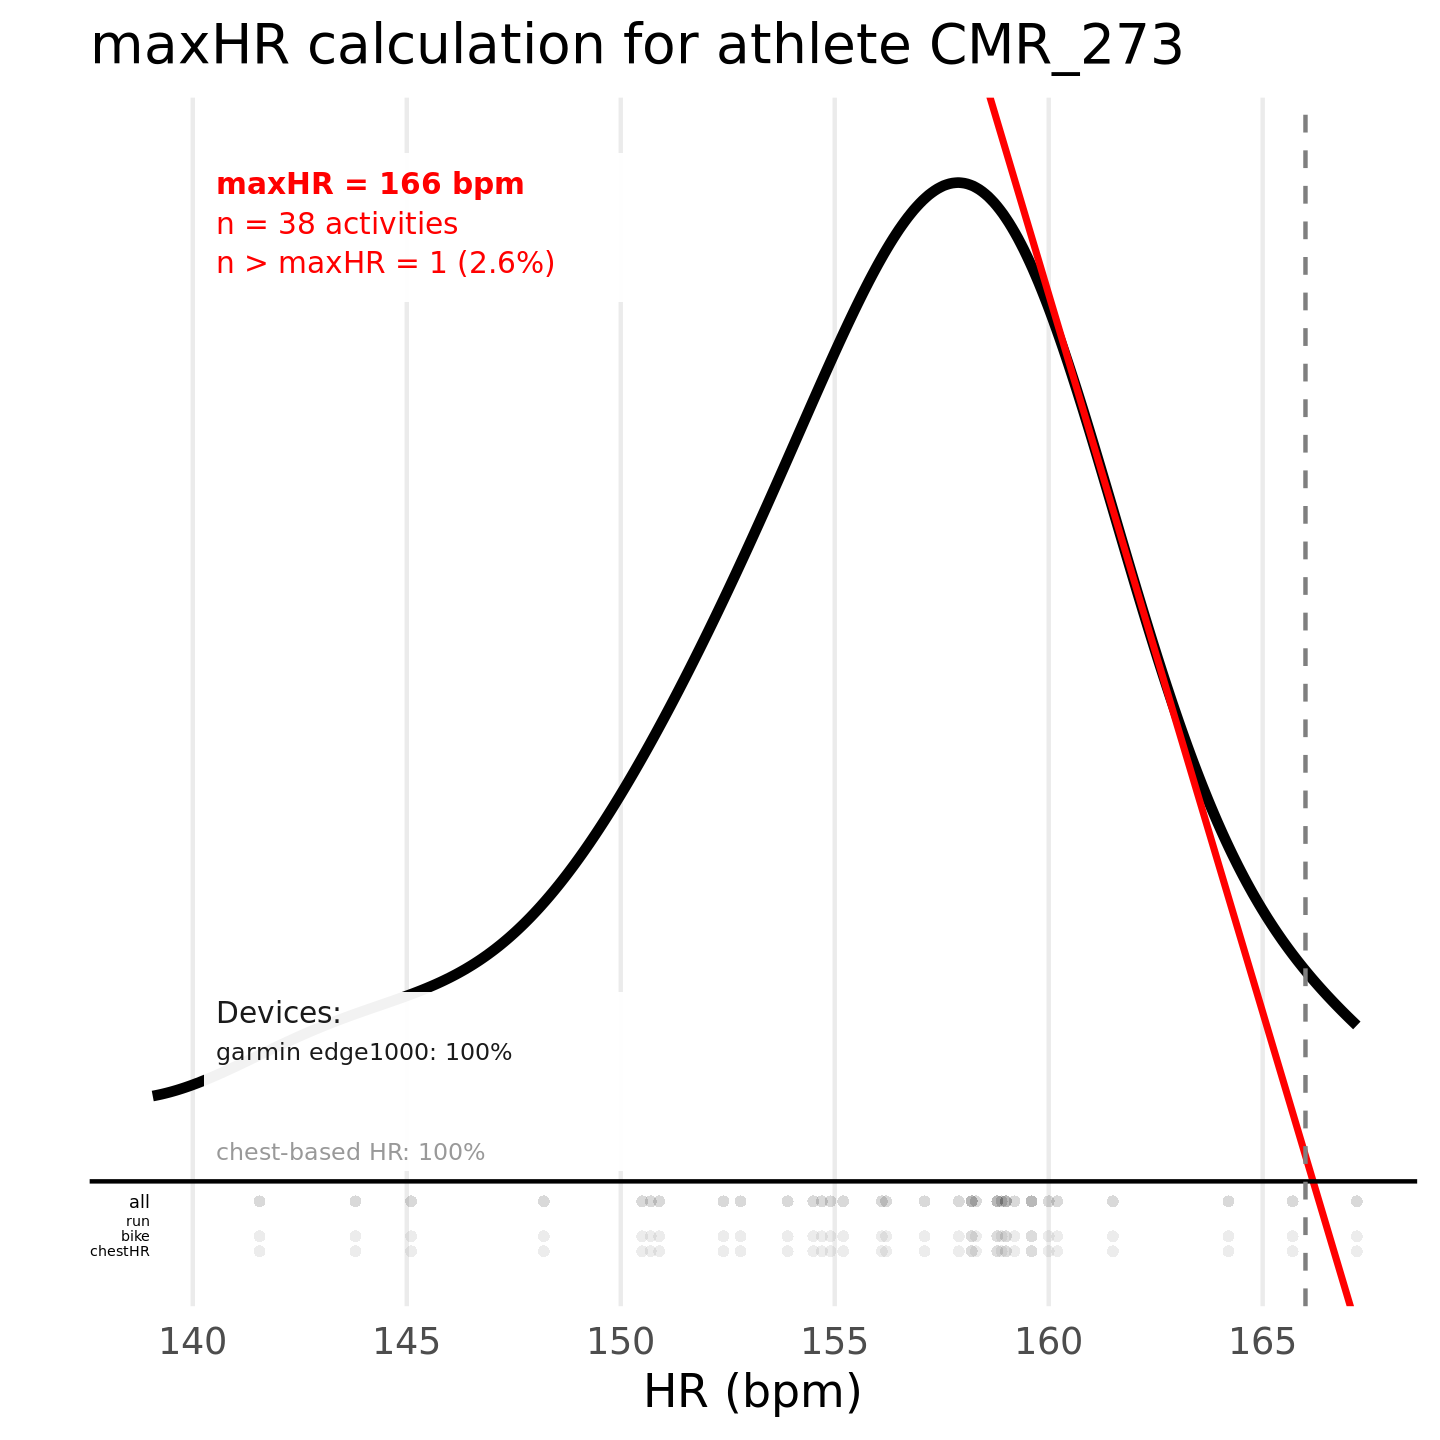 maxHR calculation for athlete CMR_273
maxHR = 166 bpm
n = 38 activities
n > maxHR = 1 (2.6%)
Devices:
garmin edge1000: 100%
chest-based HR: 100%
all
run
bike
chestHR
140 145 150 155 160 165
HR (bpm)